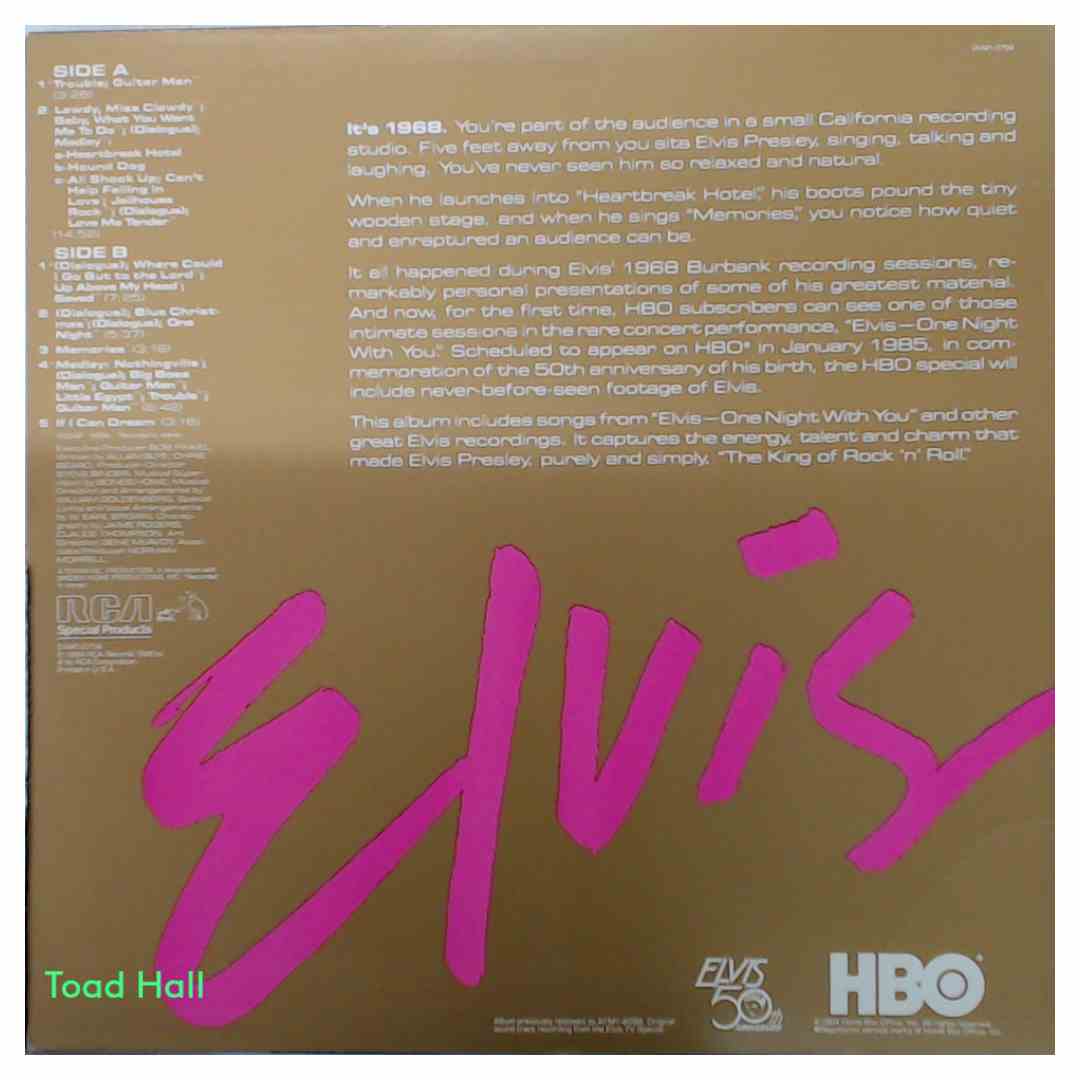 SIDE A
1 Trouble; Guitar Man
(3:26)
2 Lawdy, Miss Clawdy;
Baby, What You Want
Me To Do; (Dialogue);
Medley;
a-Heartbreak Hotel
b-Hound Dog
c-All Shook Up; Can't
Help Falling In
Love; Jailhouse
Rock; (Dialogue);
Love Me Tender
SIDE B
1 (Dialogue); Where Could
I Go But to the Lord;
Up Above My Head;
Saved (7:25)
2 (Dialogue); Blue Christ-
mas; (Dialogue); One
Night (5:37)
3 Memories (3:18)
4 Medley: Nothingville;
(Dialogue); Big Boss
Man; Guitar Man;
Little Egypt; Trouble;
Guitar Man
5 If I Can Dream
RCA
Special Products
It's 1968. You're part of the audience in a small California recording
studio. Five feet away from you sits Elvis Presley, singing, talking and
laughing. You've never seen him so relaxed and natural.
When he launches into "Heartbreak Hotel," his boots pound the tiny
wooden stage, and when he sings "Memories," you notice how quiet
and enraptured an audience can be.
It all happened during Elvis' 1968 Burbank recording sessions, re-
markably personal presentations of some of his greatest material.
And now, for the first time, HBO subscribers can see one of those
intimate sessions in the rare concert performance, "Elvis—One Night
With You." Scheduled to appear on HBO® in January 1985, in com-
memoration of the 50th anniversary of his birth, the HBO special will
include never-before-seen footage of Elvis.
This album includes songs from "Elvis—One Night With You" and other
great Elvis recordings. It captures the energy, talent and charm that
made Elvis Presley, purely and simply, "The King of Rock 'n' Roll."
Elvis
Toad Hall
ELVIS
50th
HBO